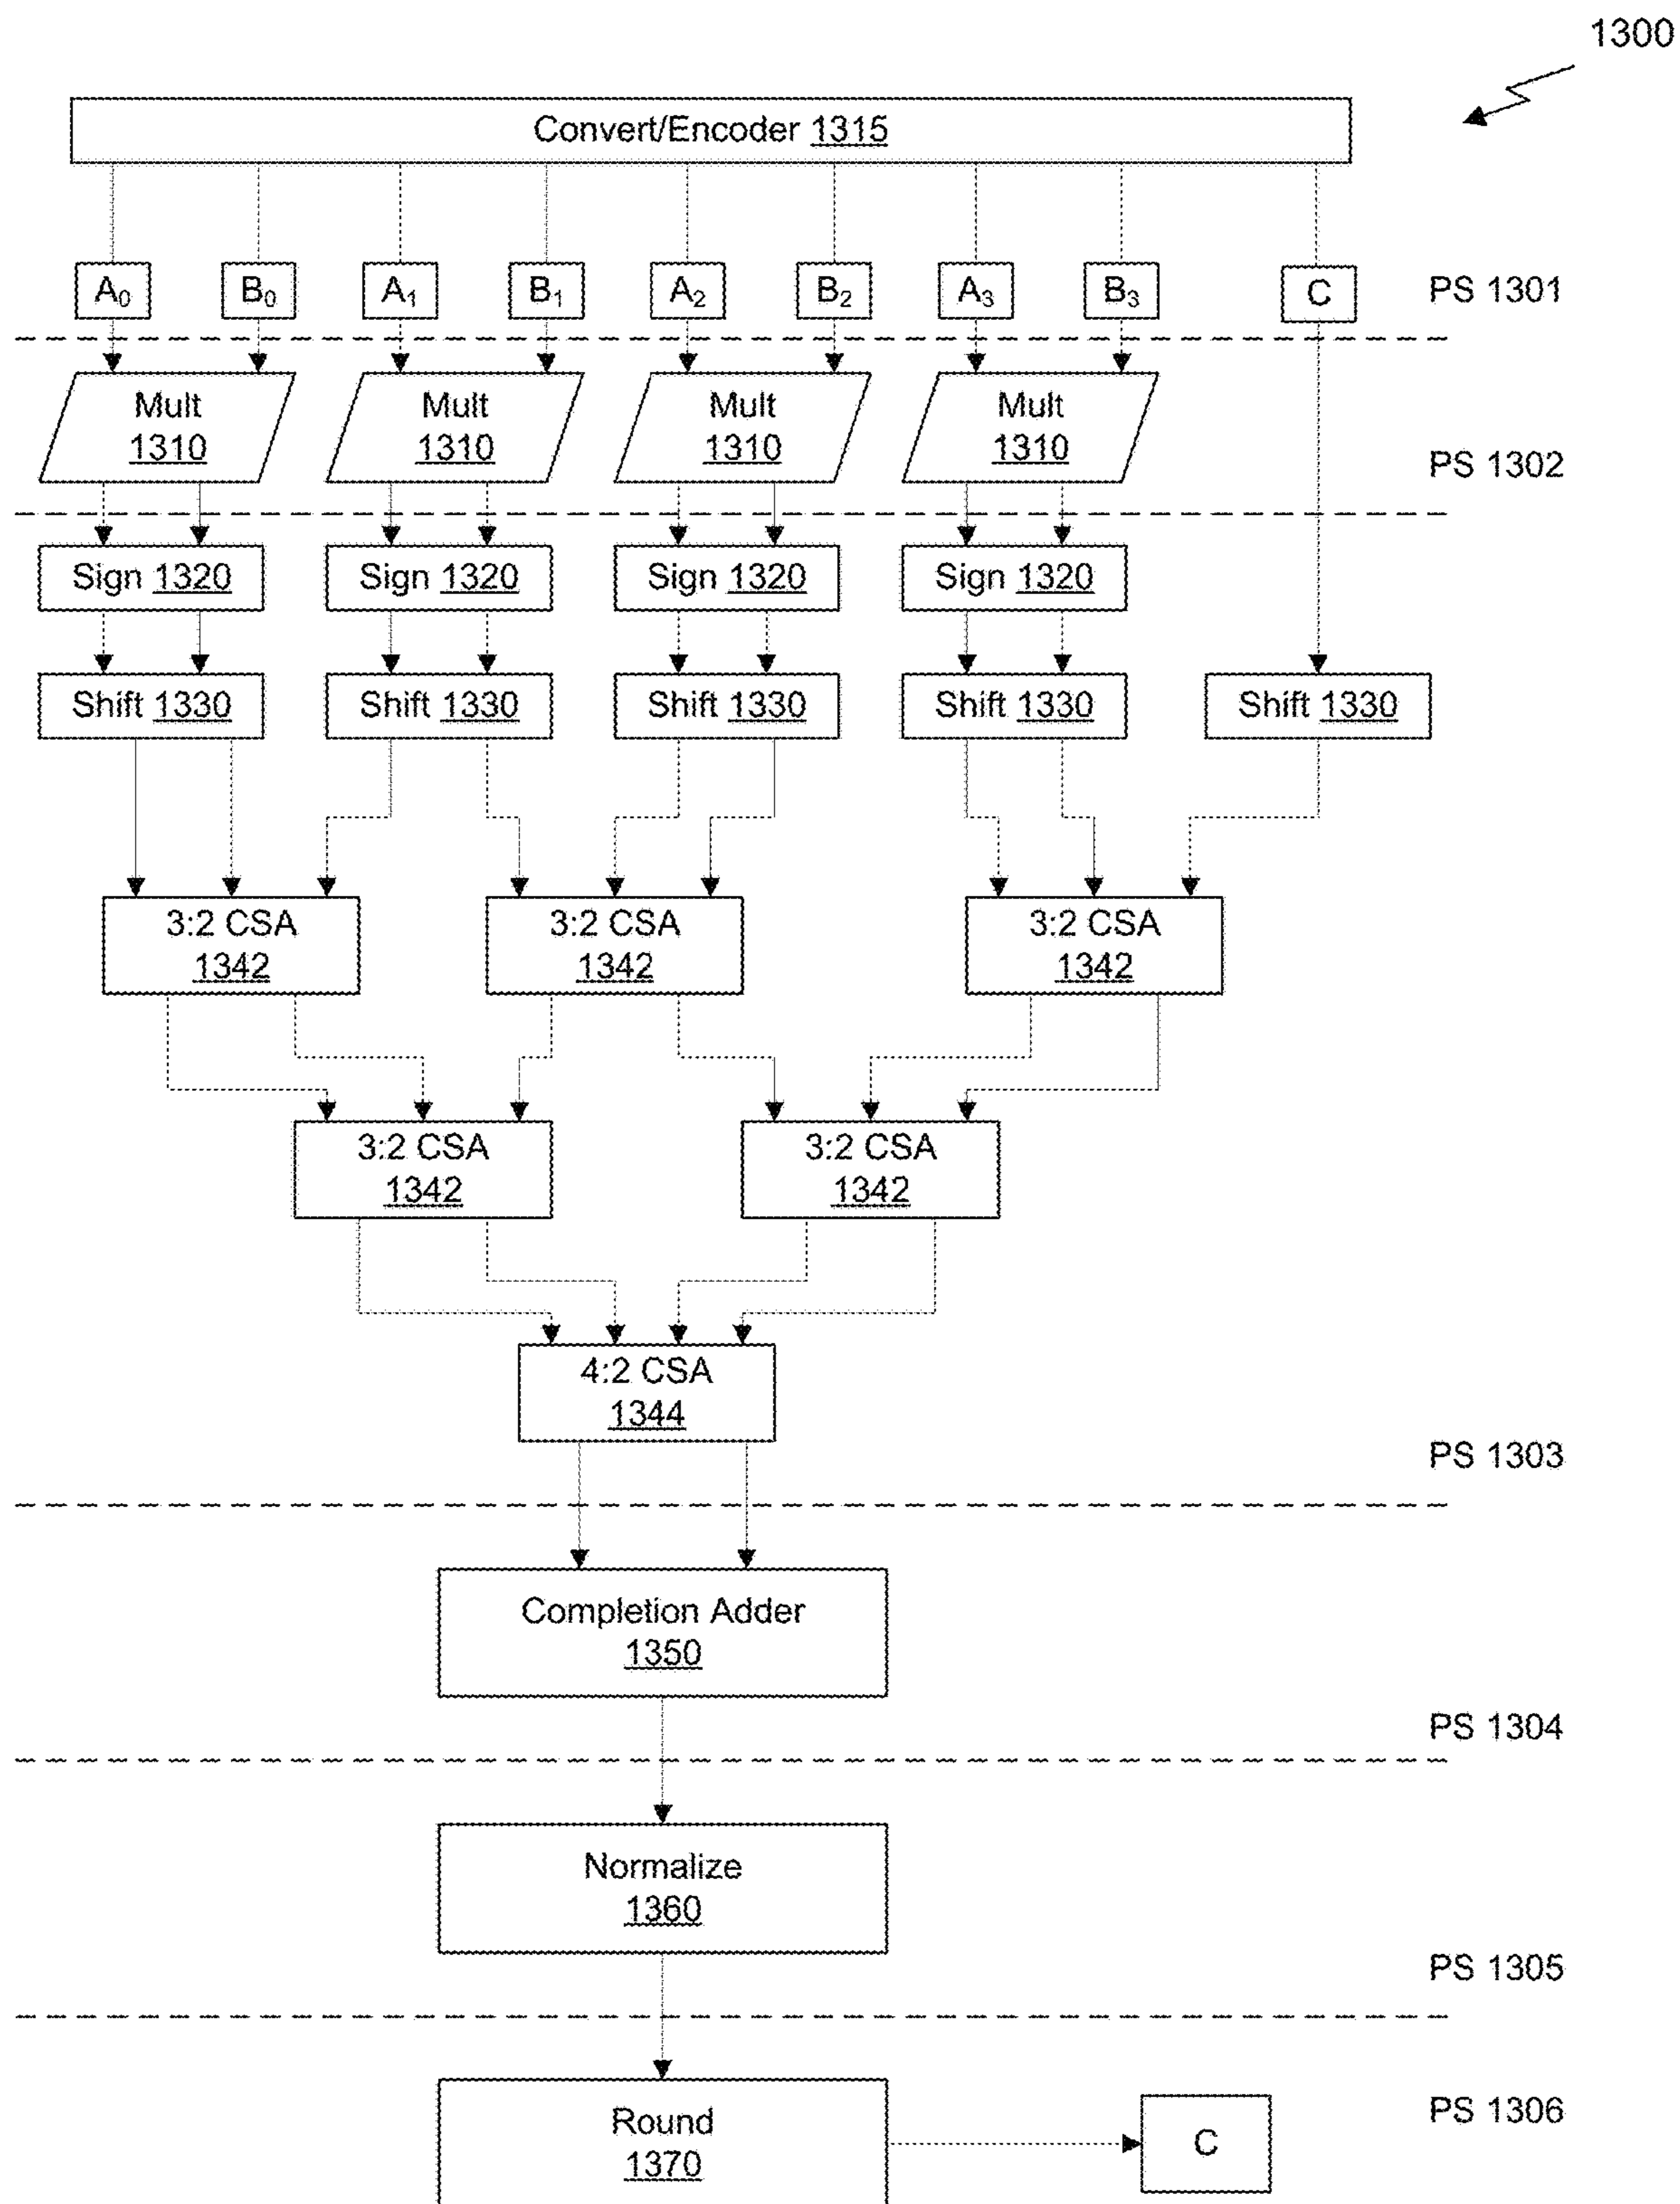 1300
Convert/Encoder 1315
A0 B0 A1 B1 A2 B2 A3 B3 C PS 1301
Mult Mult Mult Mult
1310 1310 1310 1310
PS 1302
Sign 1320 Sign 1320 Sign 1320 Sign 1320
Shift 1330 Shift 1330 Shift 1330 Shift 1330 Shift 1330
3:2 CSA 3:2 CSA 3:2 CSA
1342 1342 1342
3:2 CSA 3:2 CSA
1342 1342
4:2 CSA
1344
PS 1303
Completion Adder
1350
PS 1304
Normalize
1360
PS 1305
Round
1370
C
PS 1306